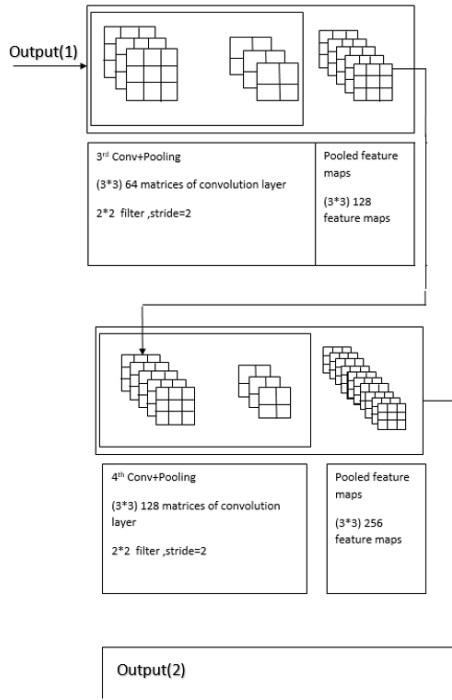 Output(1)
3rd Conv+Pooling
(3*3) 64 matrices of convolution layer
2*2 filter ,stride=2
Pooled feature
maps
(3*3) 128
feature maps
4th Conv+Pooling
(3*3) 128 matrices of convolution
layer
2*2 filter ,stride=2
Pooled feature
maps
(3*3) 256
feature maps
Output(2)